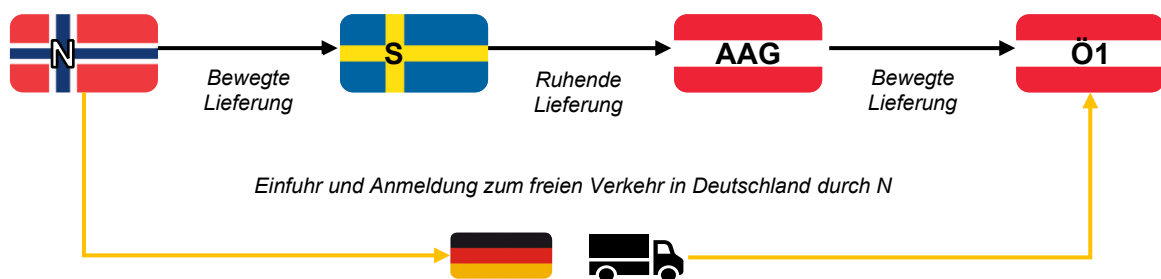 N
S
AAG
Ö1
Bewegte
Lieferung
Ruhende
Lieferung
Bewegte
Lieferung
Einfuhr und Anmeldung zum freien Verkehr in Deutschland durch N